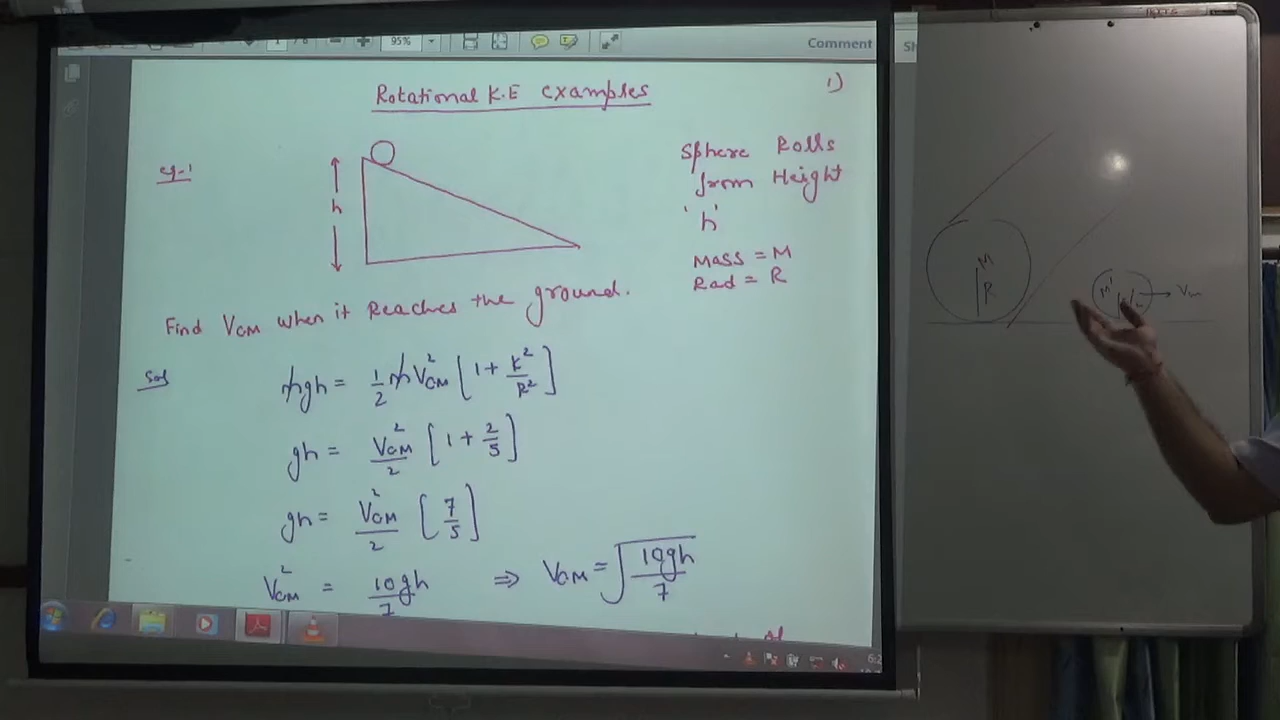 95%
Comment
Rotational K.E examples
1)
eg-1
h
Sphere Rolls
from Height
'h'
Mass = M
Rad = R
Find VCM when it Reaches the ground.
Sol
mgh = 1/2 m VCM² [1 + K²/R²]
gh = VCM²/2 [1 + 2/5]
gh = VCM²/2 [7/5]
VCM² = 10gh/7 ⇒ VCM = √(10gh/7)
M
R
M'